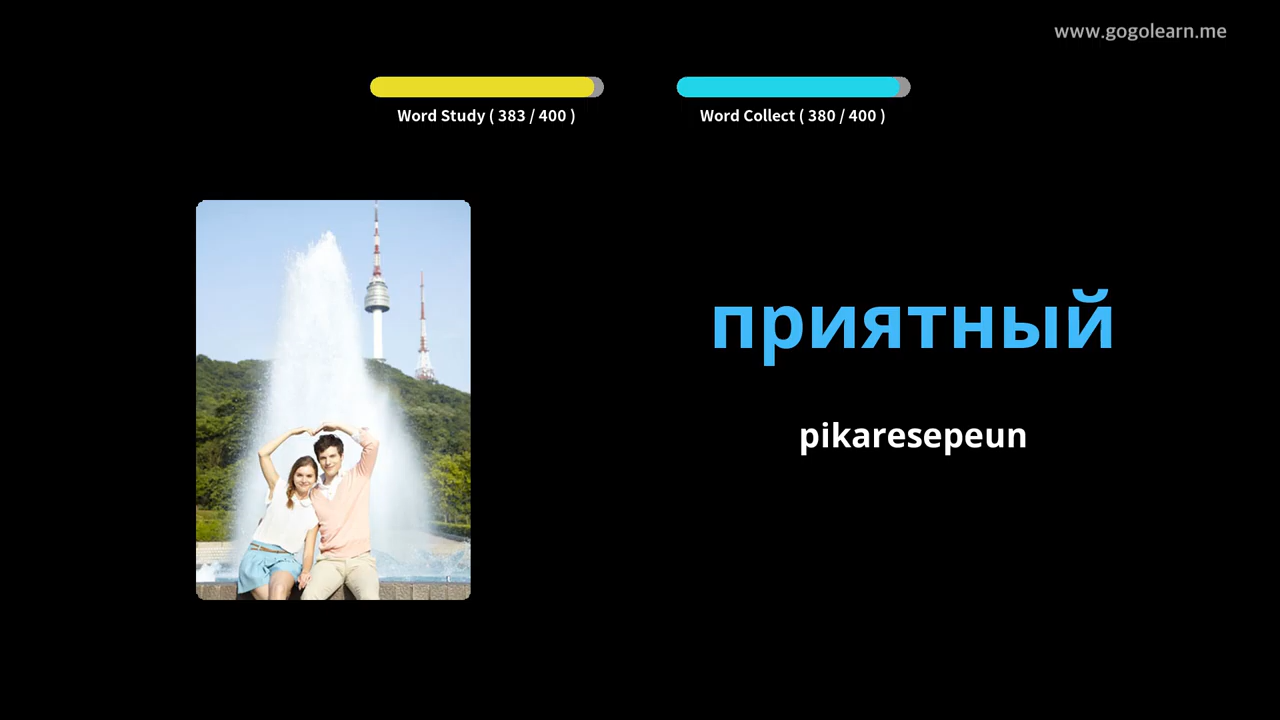 www.gogolearn.me
Word Study ( 383 / 400 )
Word Collect ( 380 / 400 )
приятный
pikaresepeun